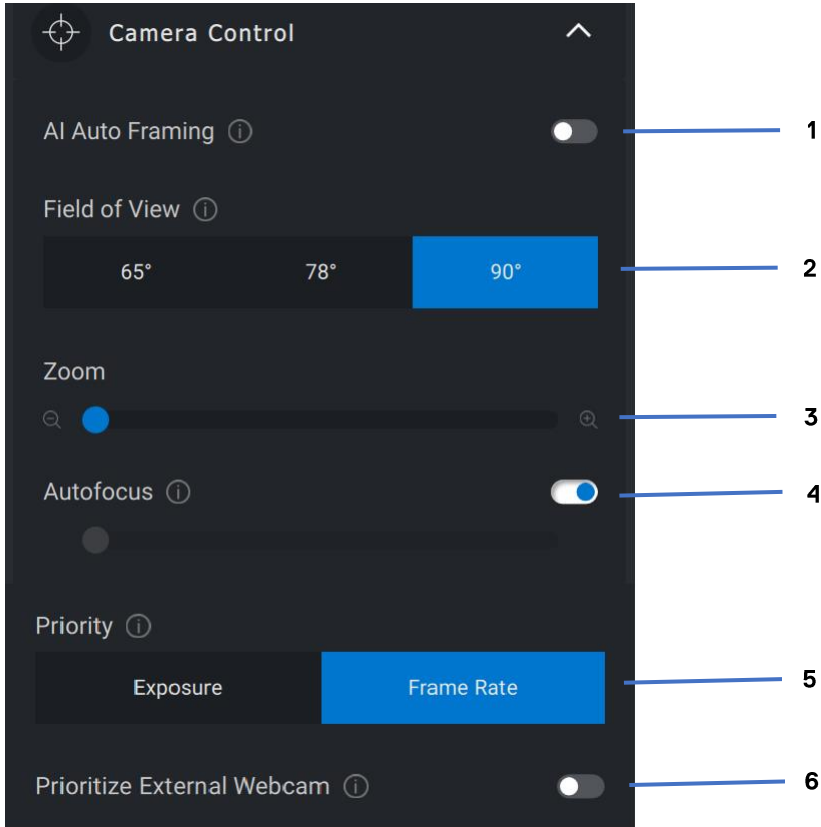 Camera Control
AI Auto Framing
1
Field of View
65° 78° 90°
2
Zoom
3
Autofocus
4
Priority
Exposure Frame Rate
5
Prioritize External Webcam
6